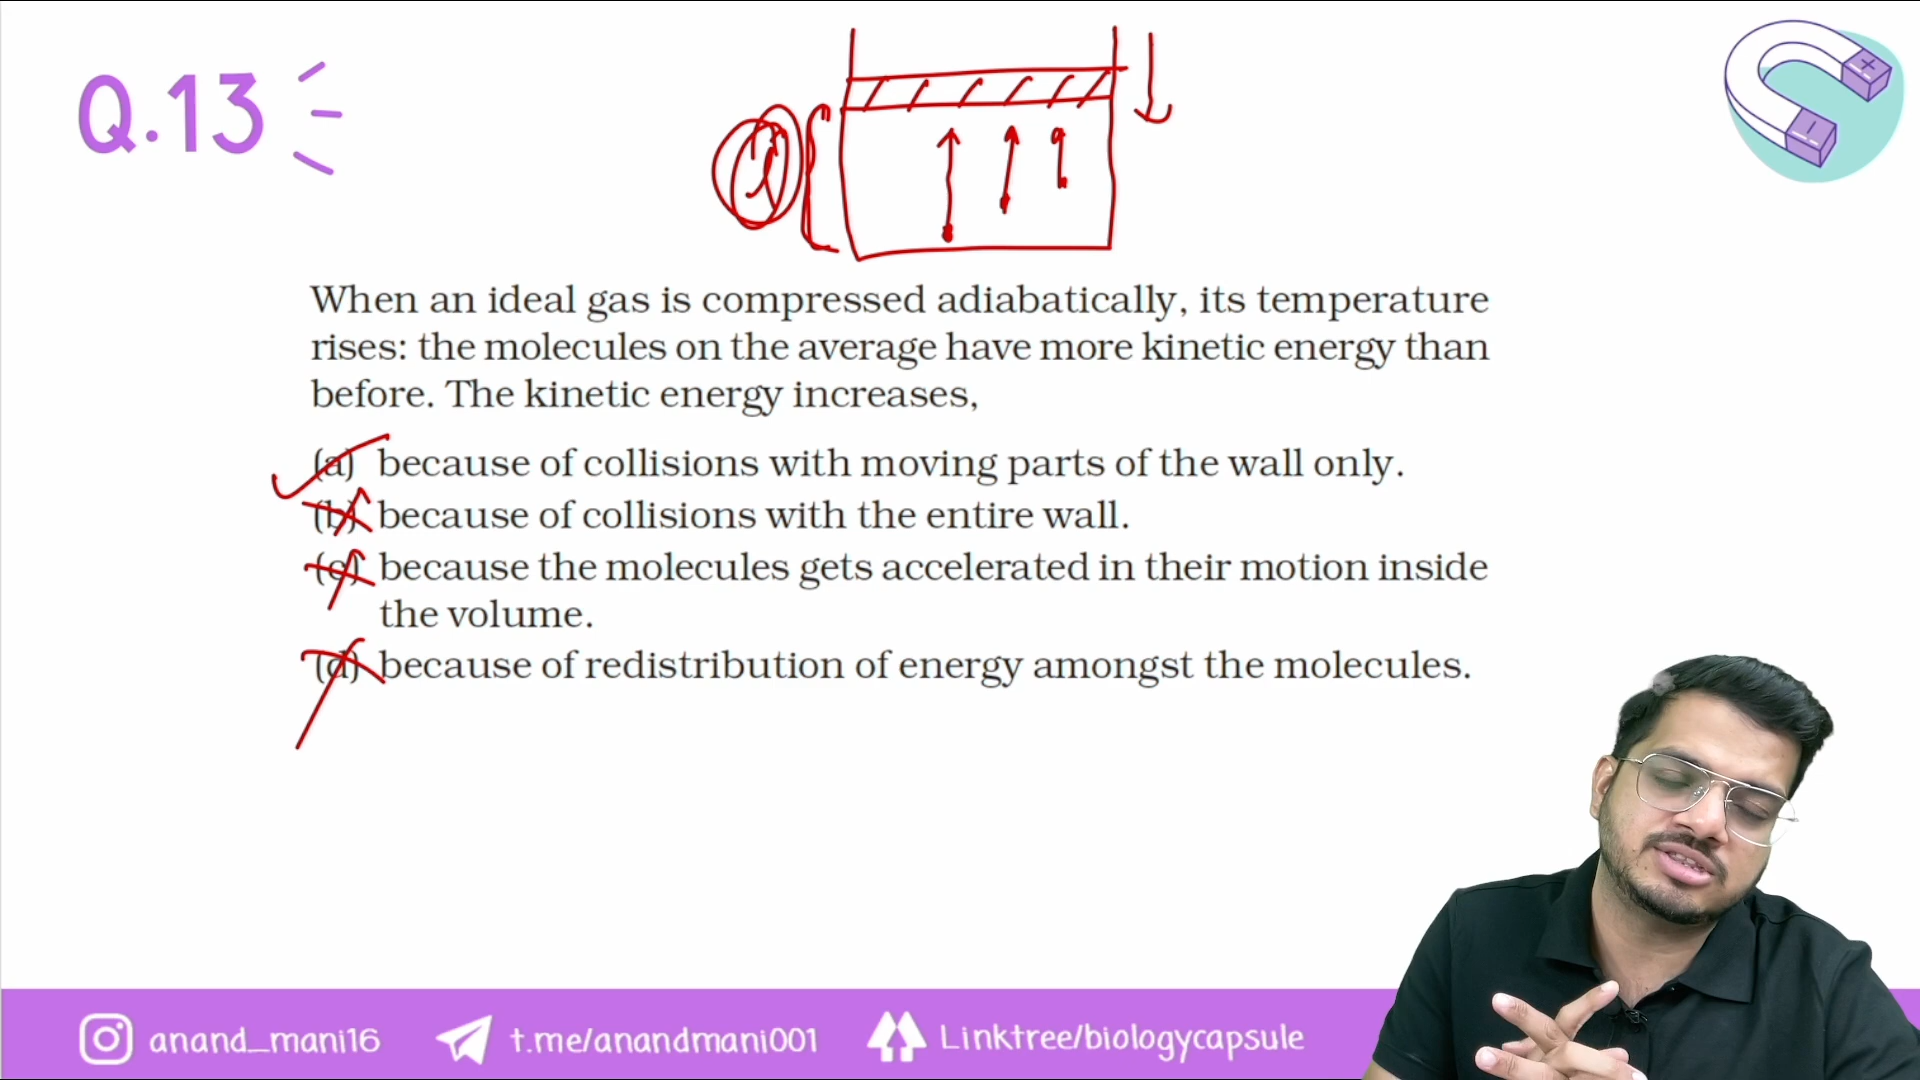 Q.13
When an ideal gas is compressed adiabatically, its temperature
rises: the molecules on the average have more kinetic energy than
before. The kinetic energy increases,
(a) because of collisions with moving parts of the wall only.
(b) because of collisions with the entire wall.
(c) because the molecules gets accelerated in their motion inside
the volume.
(d) because of redistribution of energy amongst the molecules.
anand_mani16 t.me/anandmani001 Linktree/biologycapsule